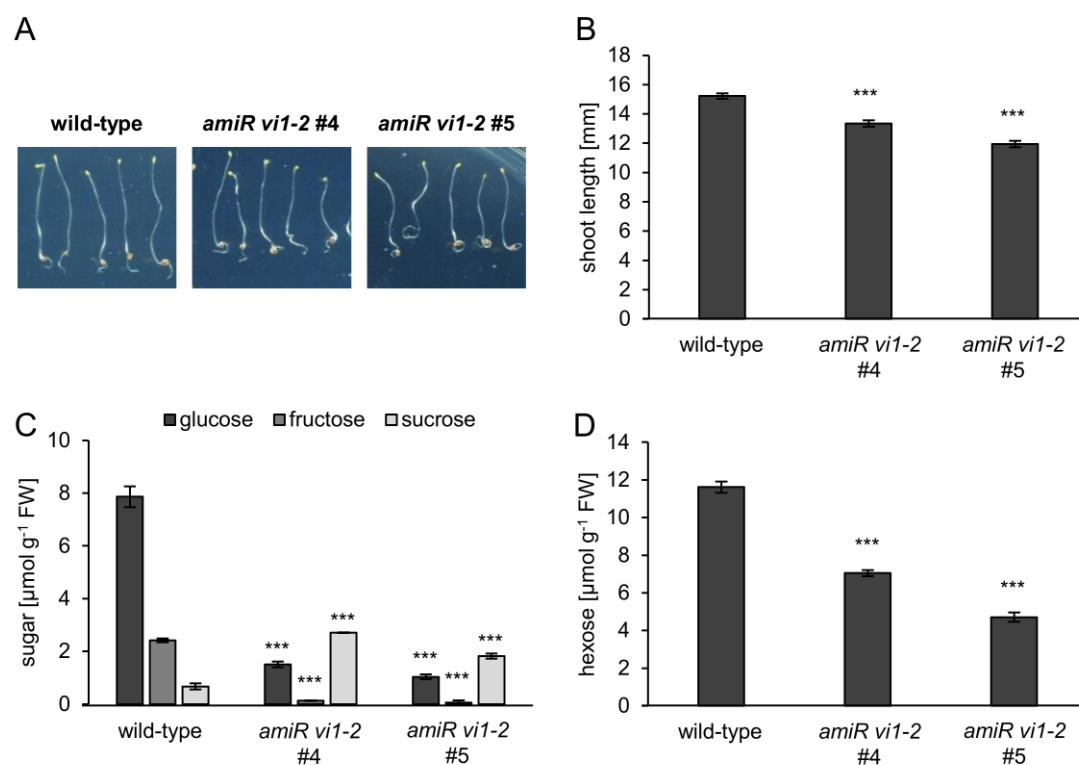 A
wild-type amiR vi1-2 #4 amiR vi1-2 #5
B
shoot length [mm]
18
16
14
12
10
8
6
4
2
0
***
***
wild-type amiR vi1-2 amiR vi1-2
#4 #5
C
glucose fructose sucrose
sugar [µmol g⁻¹ FW]
10
8
6
4
2
0
*** *** ***
*** *** ***
wild-type amiR vi1-2 amiR vi1-2
#4 #5
D
hexose [µmol g⁻¹ FW]
14
12
10
8
6
4
2
0
***
***
wild-type amiR vi1-2 amiR vi1-2
#4 #5